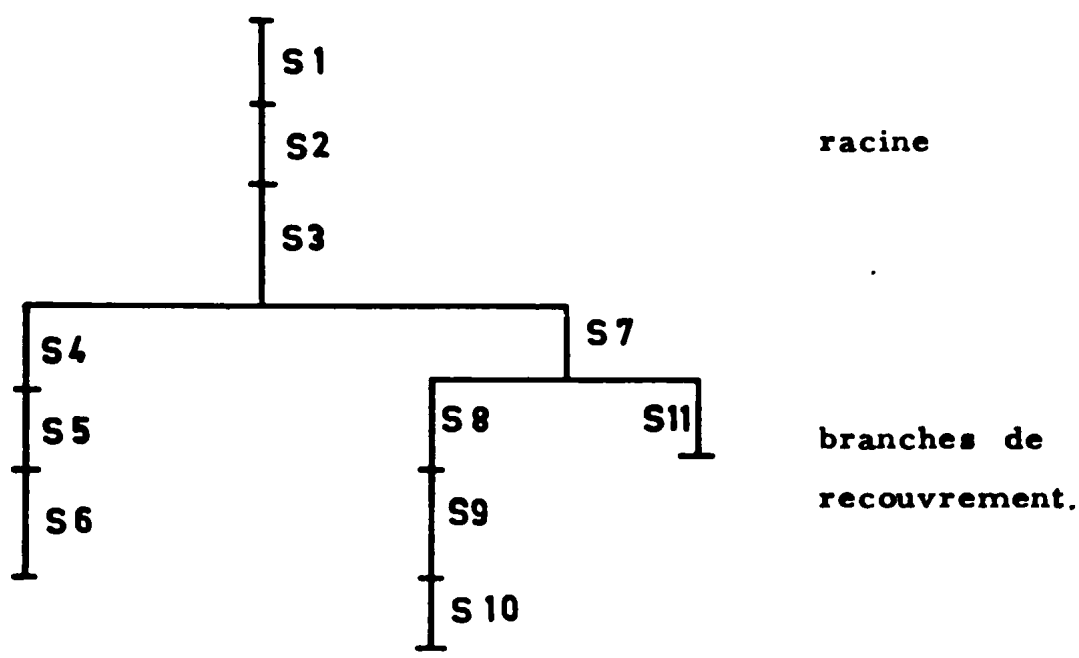 S1
S2
racine
S3
S7
S4
S8
S11
S5
branches de
recouvrement.
S9
S6
S10